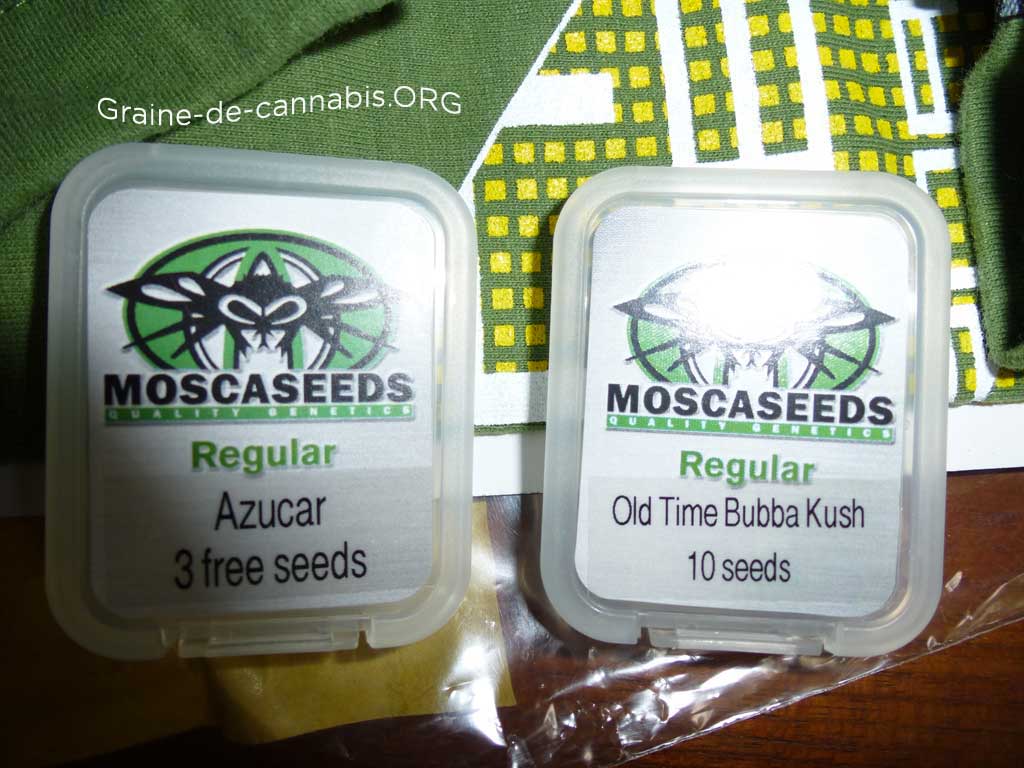 Graine-de-cannabis.ORG
MOSCASEEDS
QUALITY GENETICS
Regular
Azucar
3 free seeds
MOSCASEEDS
QUALITY GENETICS
Regular
Old Time Bubba Kush
10 seeds